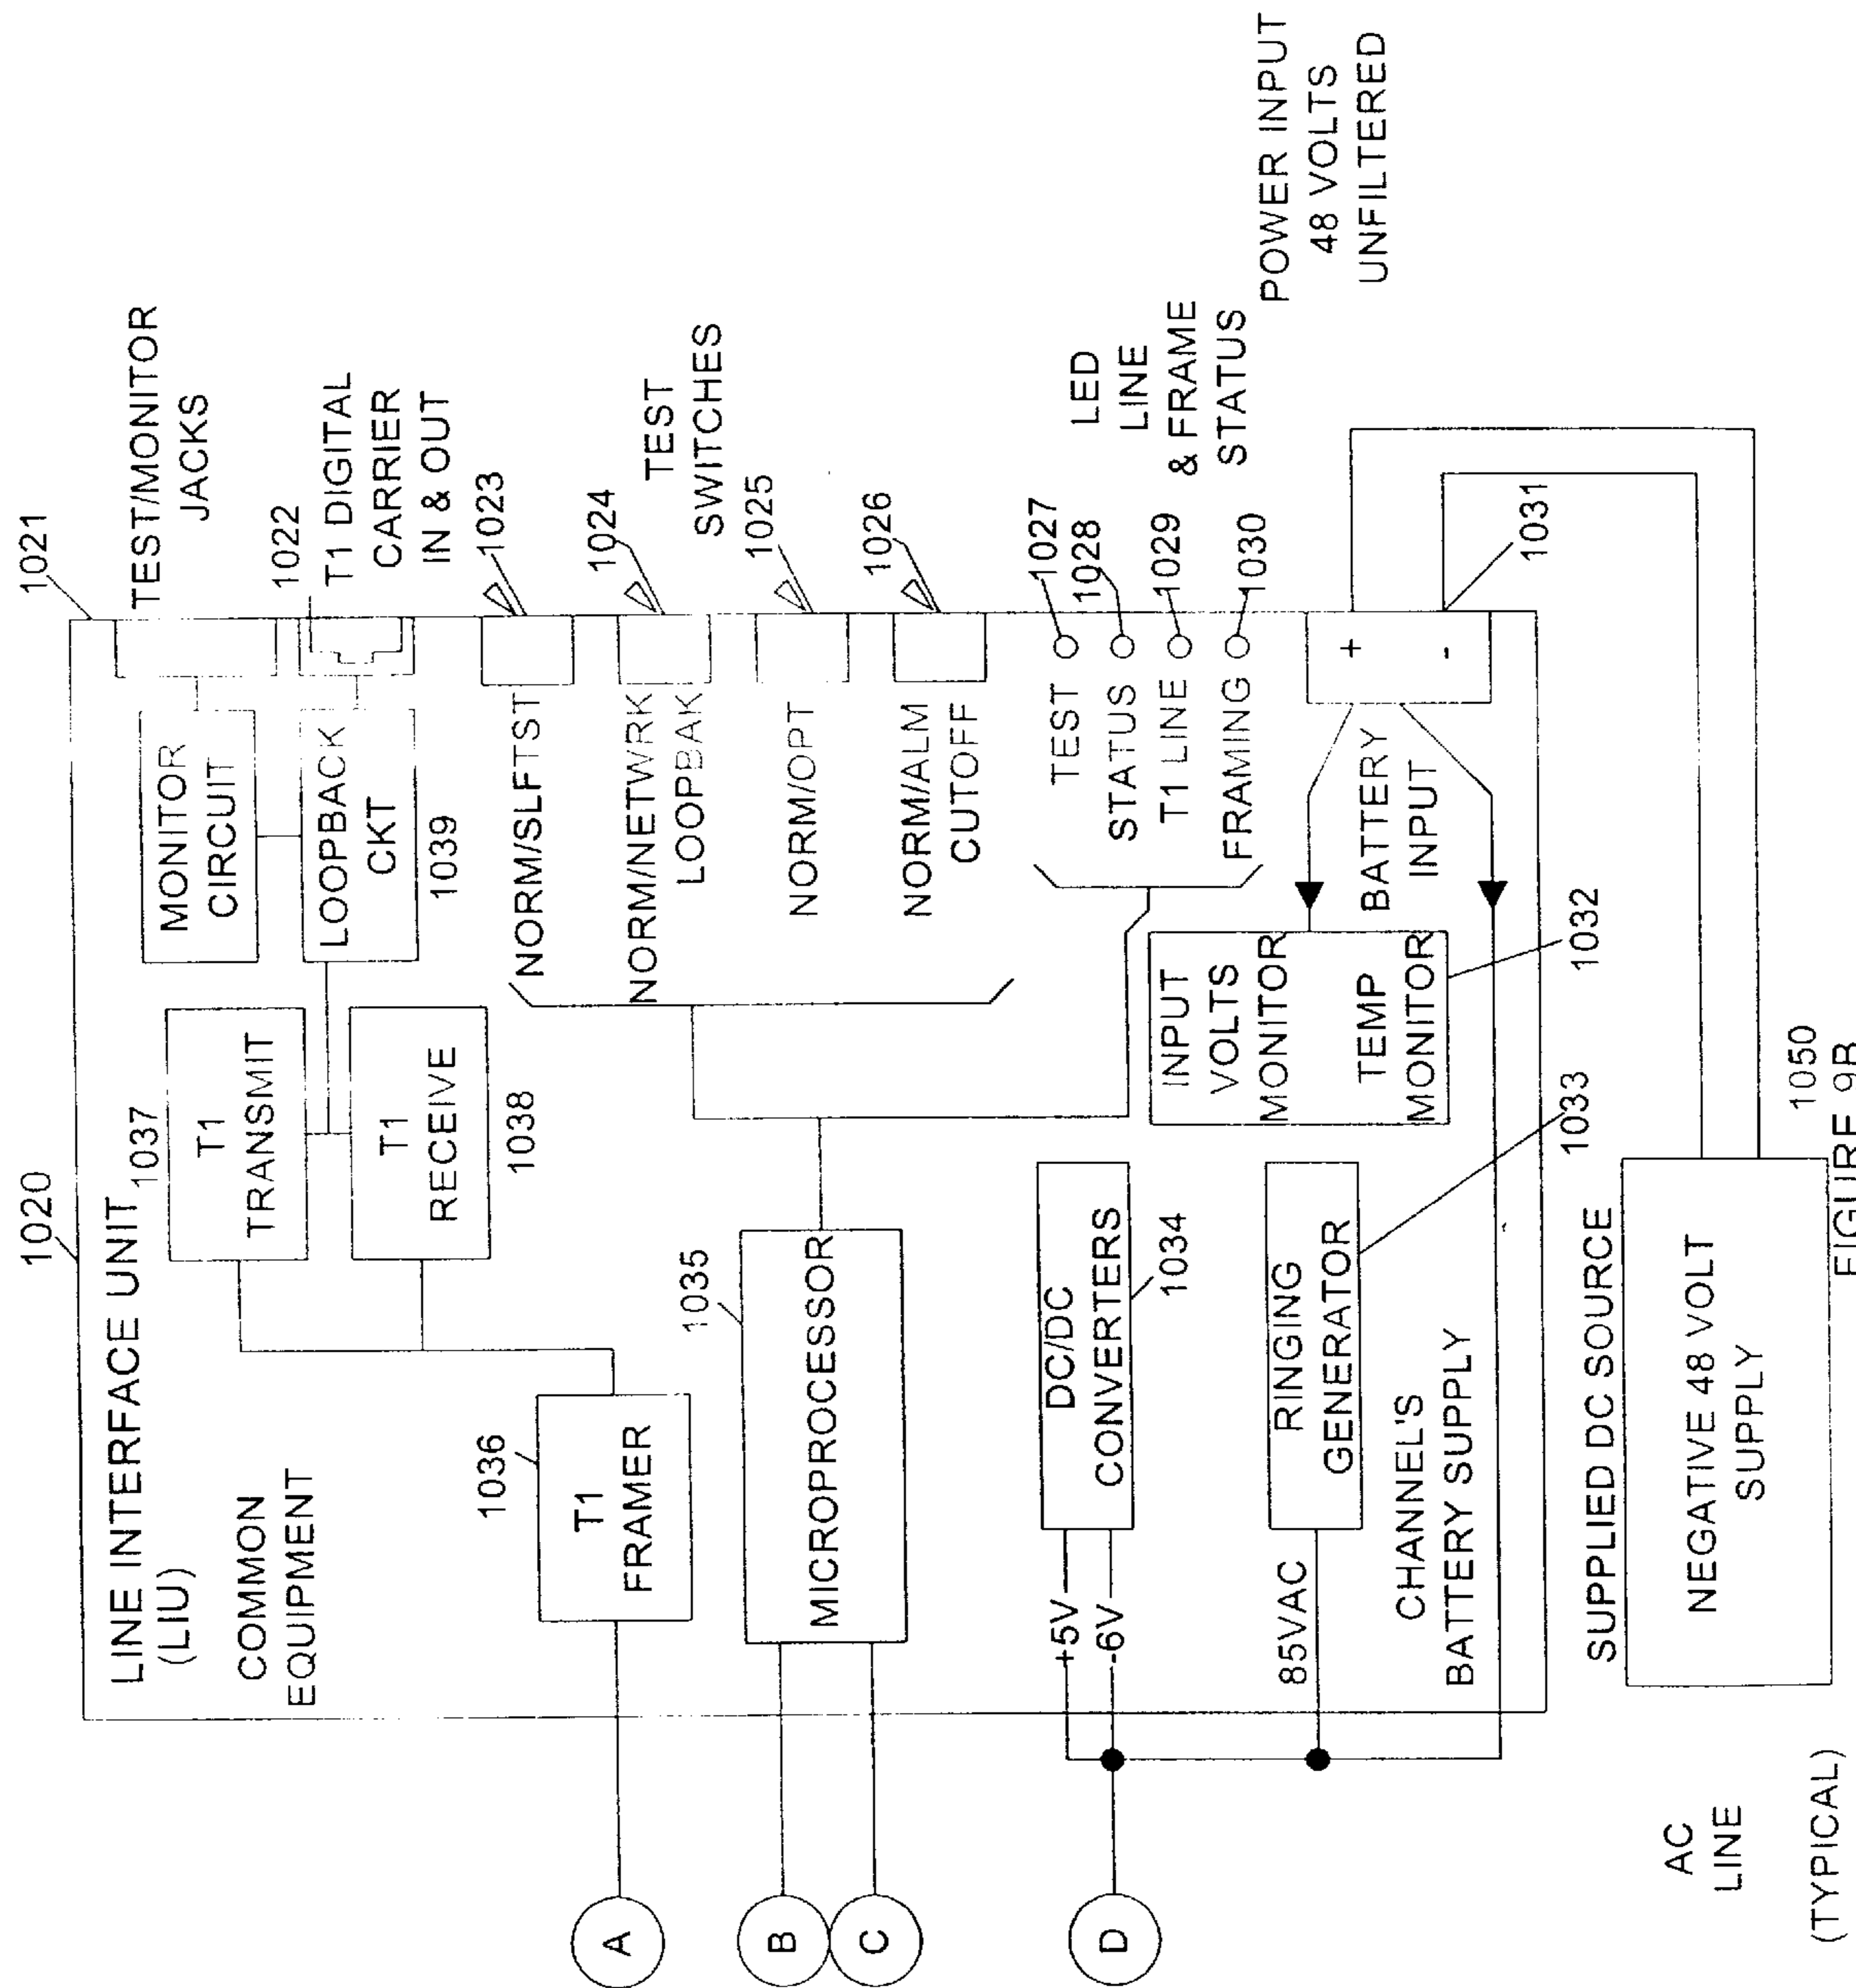 1020
LINE INTERFACE UNIT
(LIU)
COMMON
EQUIPMENT
1021
TEST/MONITOR
JACKS
1022
T1 DIGITAL
CARRIER
IN & OUT
MONITOR
CIRCUIT
LOOPBACK
CKT
1039
1037
T1
TRANSMIT
T1
RECEIVE
1038
1036
T1
FRAMER
A
1023
NORM/SLFTST
1024
TEST
SWITCHES
NORM/NETWRK
LOOPBAK
1025
NORM/OPT
1026
NORM/ALM
CUTOFF
1035
MICROPROCESSOR
B
C
TEST
1027
STATUS
1028
T1 LINE
1029
FRAMING
1030
LED
LINE
& FRAME
STATUS
POWER INPUT
48 VOLTS
UNFILTERED
+
-
1031
BATTERY
INPUT
INPUT
VOLTS
MONITOR
TEMP
MONITOR
1032
DC/DC
CONVERTERS
1034
+5V
-6V
D
RINGING
GENERATOR
1033
85VAC
CHANNEL'S
BATTERY SUPPLY
SUPPLIED DC SOURCE
NEGATIVE 48 VOLT
SUPPLY
1050
AC
LINE
(TYPICAL)
FIGURE 9B